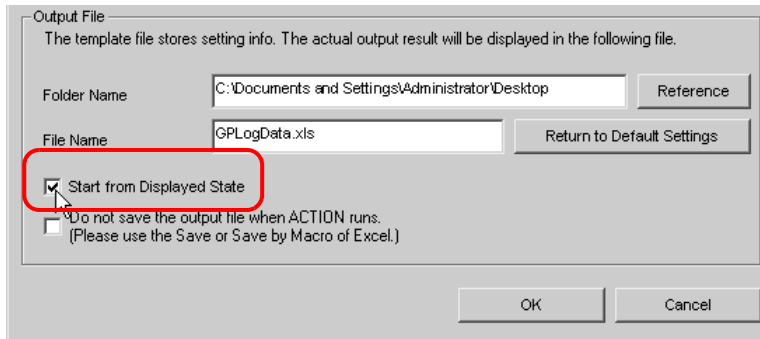 Output File
The template file stores setting info. The actual output result will be displayed in the following file.
Folder Name
C:\Documents and Settings\Administrator\Desktop
Reference
File Name
GPLogData.xls
Return to Default Settings
Start from Displayed State
Do not save the output file when ACTION runs.
(Please use the Save or Save by Macro of Excel.)
OK
Cancel